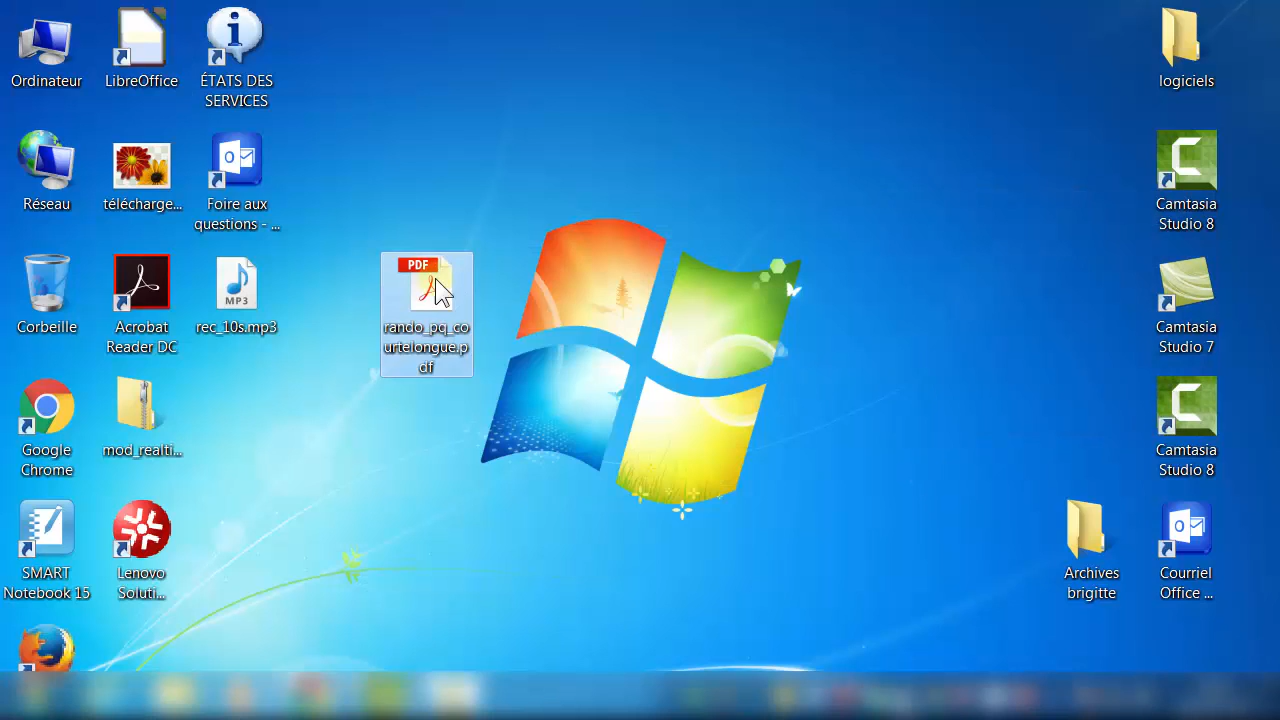 Ordinateur
LibreOffice
ÉTATS DES
SERVICES
logiciels
Réseau
télécharge...
Foire aux
questions - ...
Camtasia
Studio 8
Corbeille
Acrobat
Reader DC
MP3
rec_10s.mp3
PDF
rando_pq_co
urtelongue.p
df
Camtasia
Studio 7
Google
Chrome
mod_realti...
Camtasia
Studio 8
SMART
Notebook 15
Lenovo
Soluti...
Archives
brigitte
Courriel
Office ...